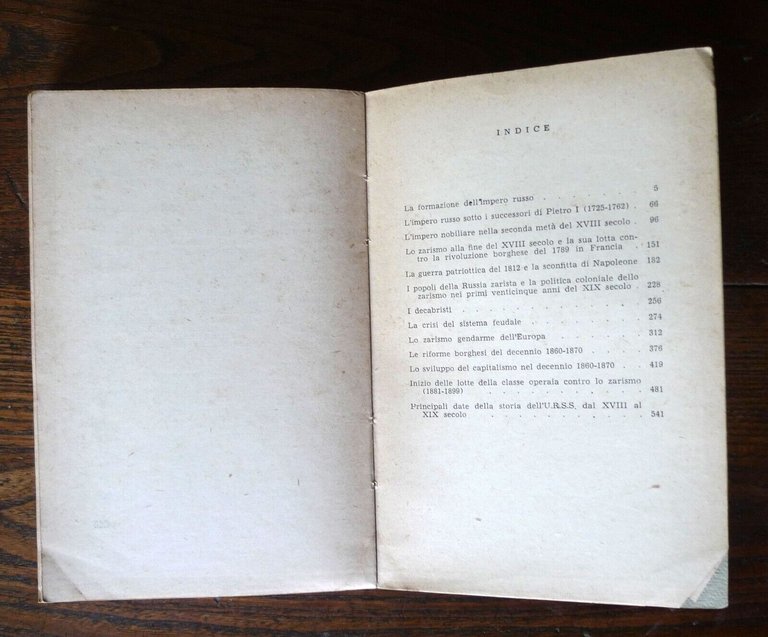 INDICE
La formazione dell'impero russo . . . . . . . . 5
L'impero russo sotto i successori di Pietro I (1725-1762) . 66
L'impero nobiliare nella seconda metà del XVIII secolo . 96
Lo zarismo alla fine del XVIII secolo e la sua lotta con-
tro la rivoluzione borghese del 1789 in Francia . 151
La guerra patriottica del 1812 e la sconfitta di Napoleone 182
I popoli della Russia zarista e la politica coloniale dello
zarismo nei primi venticinque anni del XIX secolo . 228
I decabristi . . . . . . . . . . . . 256
La crisi del sistema feudale . . . . . . . . 274
Lo zarismo gendarme dell'Europa . . . . . . . 312
Le riforme borghesi del decennio 1860-1870 . . . . 376
Lo sviluppo del capitalismo nel decennio 1860-1870 . . 419
Inizio delle lotte della classe operaia contro lo zarismo
(1881-1899) . . . . . . . . . . . . 481
Principali date della storia dell'U.R.S.S. dal XVIII al
XIX secolo . . . . . . . . . . . 541